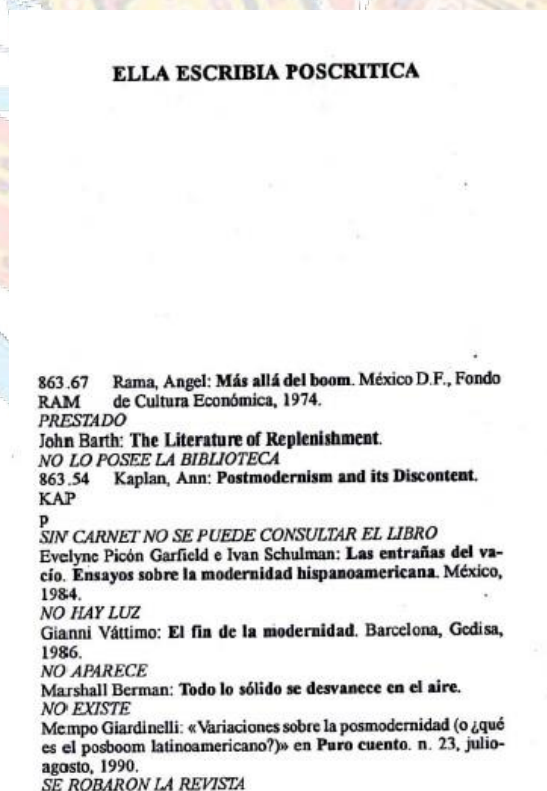 ELLA ESCRIBIA POSCRITICA
863.67 Rama, Angel: Más allá del boom. México D.F., Fondo
RAM de Cultura Económica, 1974.
PRESTADO
John Barth: The Literature of Replenishment.
NO LO POSEE LA BIBLIOTECA
863.54 Kaplan, Ann: Postmodernism and its Discontent.
KAP
P
SIN CARNET NO SE PUEDE CONSULTAR EL LIBRO
Evelyne Picón Garfield e Ivan Schulman: Las entrañas del va-
cío. Ensayos sobre la modernidad hispanoamericana. México,
1984.
NO HAY LUZ
Gianni Váttimo: El fin de la modernidad. Barcelona, Gedisa,
1986.
NO APARECE
Marshall Berman: Todo lo sólido se desvanece en el aire.
NO EXISTE
Mempo Giardinelli: «Variaciones sobre la posmodernidad (o ¿qué
es el posboom latinoamericano?)» en Puro cuento. n. 23, julio-
agosto, 1990.
SE ROBARON LA REVISTA